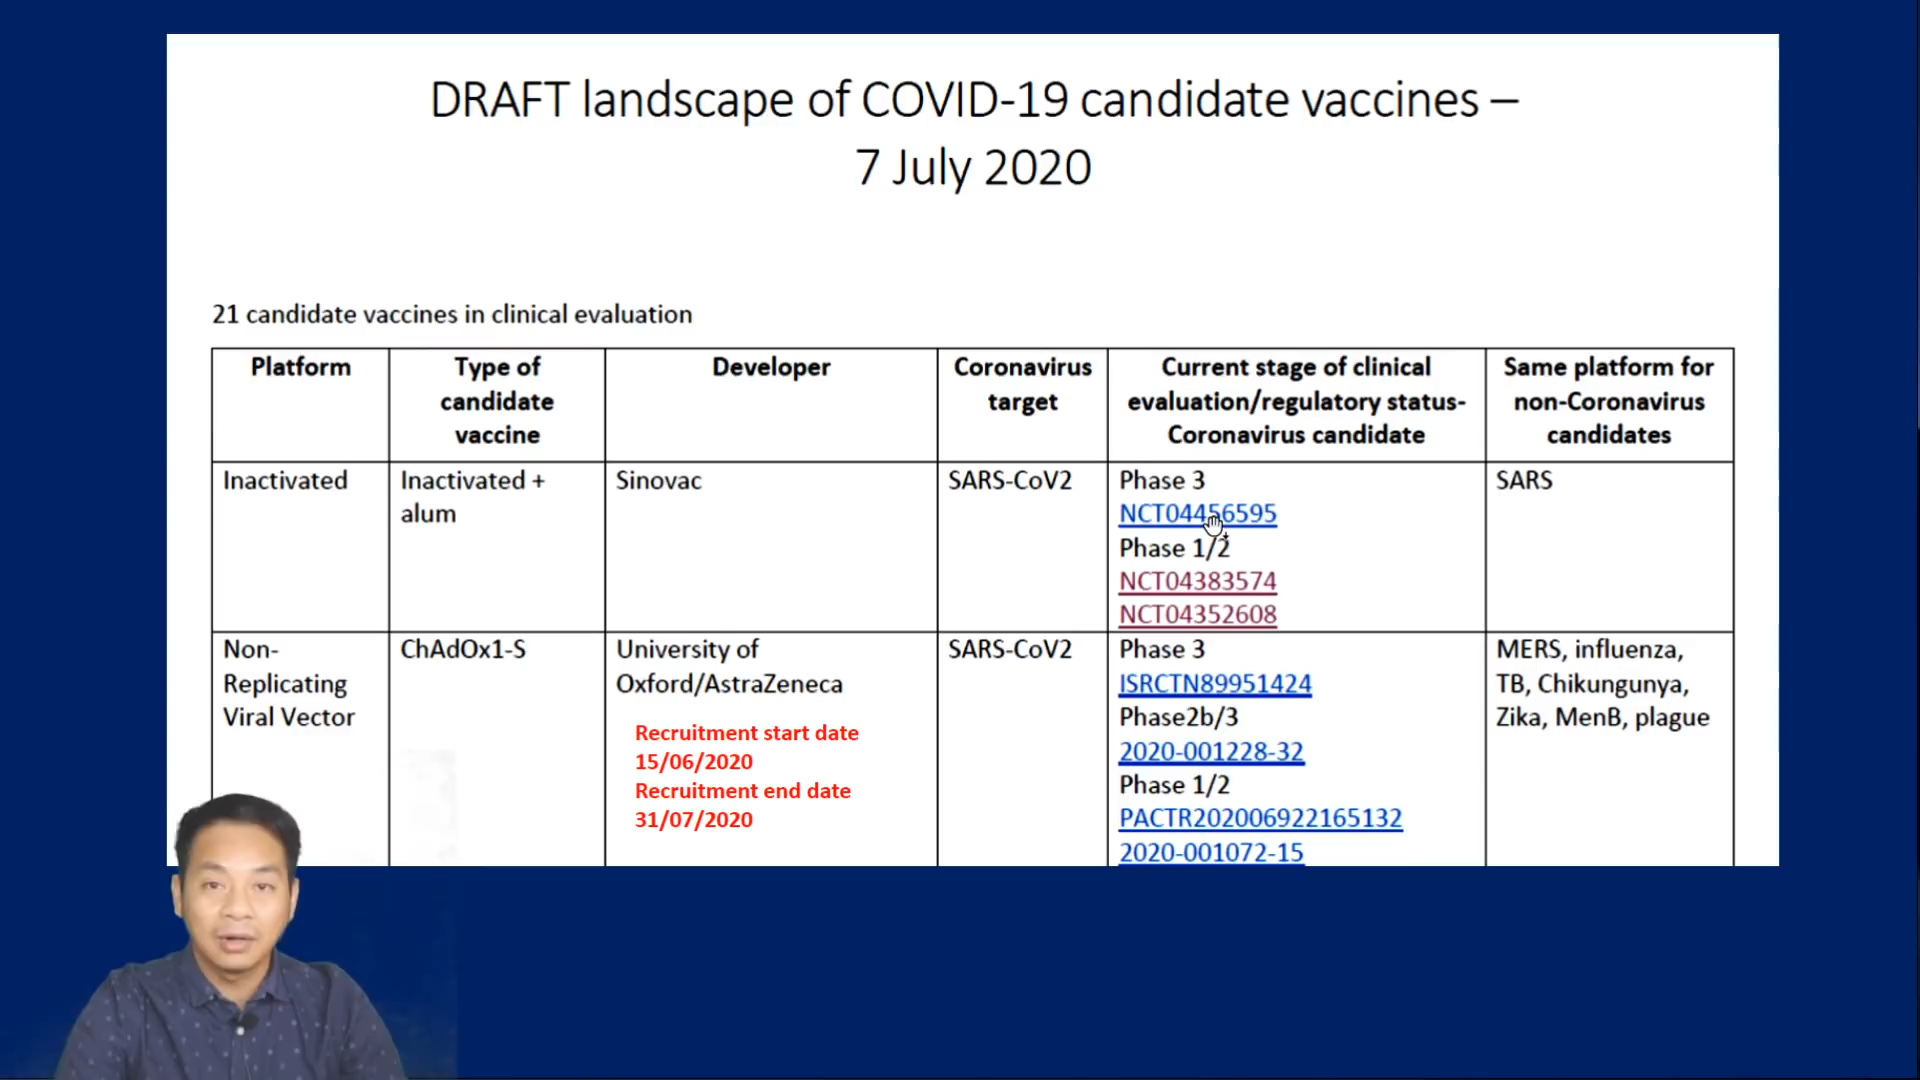 DRAFT landscape of COVID-19 candidate vaccines –
7 July 2020
21 candidate vaccines in clinical evaluation
Platform
Type of
candidate
vaccine
Developer
Coronavirus
target
Current stage of clinical
evaluation/regulatory status-
Coronavirus candidate
Same platform for
non-Coronavirus
candidates
Inactivated
Inactivated +
alum
Sinovac
SARS-CoV2
Phase 3
NCT04456595
Phase 1/2
NCT04383574
NCT04352608
SARS
Non-
Replicating
Viral Vector
ChAdOx1-S
University of
Oxford/AstraZeneca
Recruitment start date
15/06/2020
Recruitment end date
31/07/2020
SARS-CoV2
Phase 3
ISRCTN89951424
Phase2b/3
2020-001228-32
Phase 1/2
PACTR202006922165132
2020-001072-15
MERS, influenza,
TB, Chikungunya,
Zika, MenB, plague